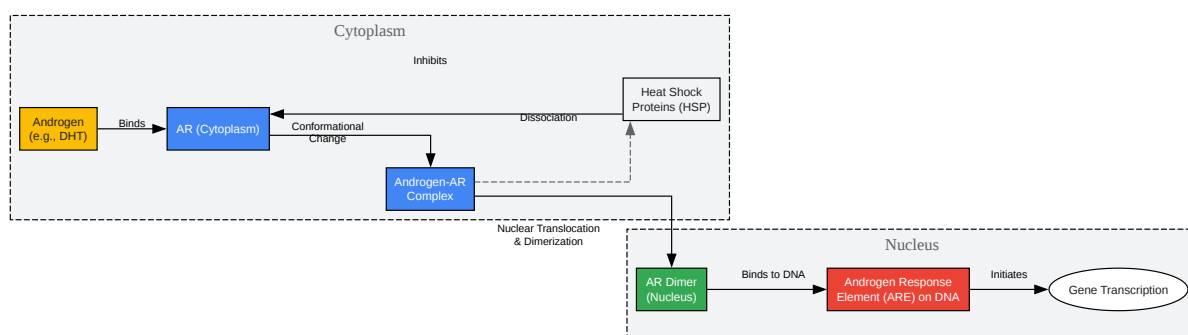 Cytoplasm
Inhibits
Heat Shock
Proteins (HSP)
Androgen
(e.g., DHT)
Binds
AR (Cytoplasm)
Conformational
Change
Dissociation
Androgen-AR
Complex
Nuclear Translocation
& Dimerization
Nucleus
AR Dimer
(Nucleus)
Binds to DNA
Androgen Response
Element (ARE) on DNA
Initiates
Gene Transcription